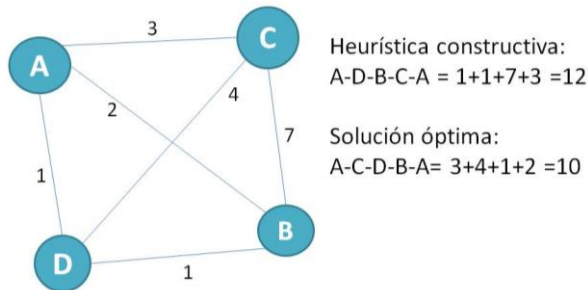 3
C
A
Heurística constructiva:
A-D-B-C-A = 1+1+7+3 =12
2
4
7
Solución óptima:
A-C-D-B-A= 3+4+1+2 =10
1
B
D
1